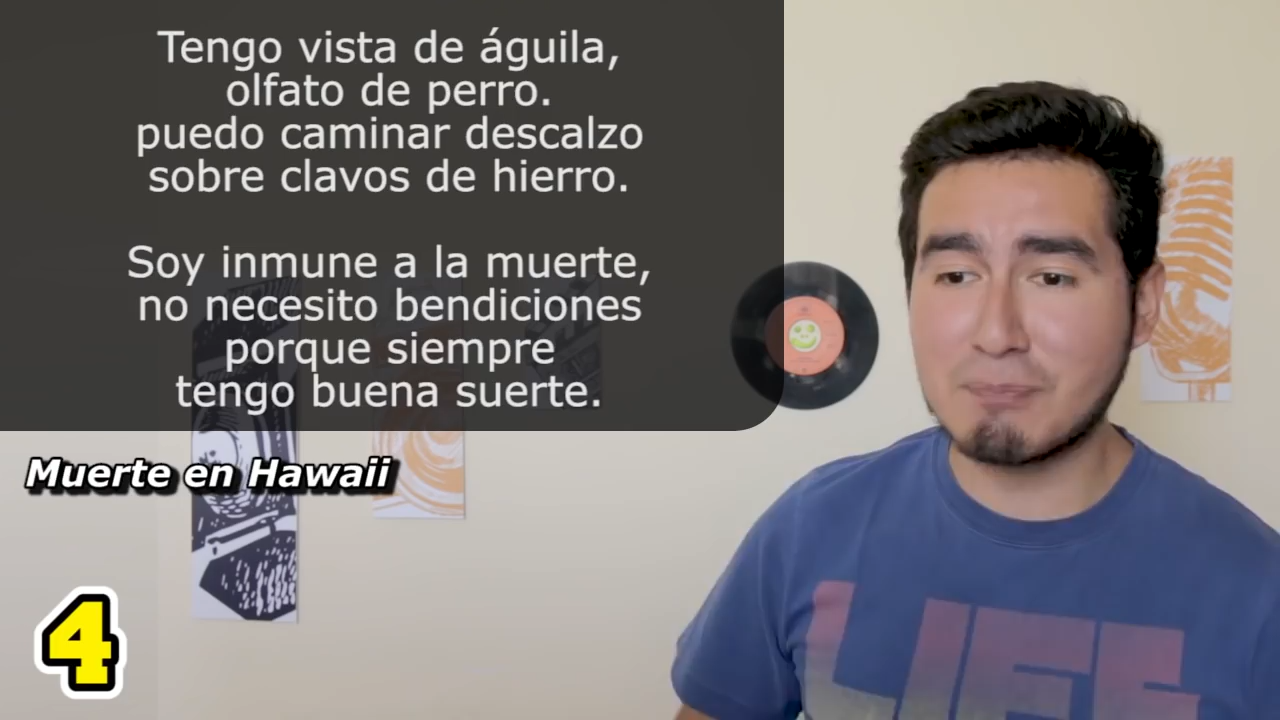 Tengo vista de águila,
olfato de perro.
puedo caminar descalzo
sobre clavos de hierro.
Soy inmune a la muerte,
no necesito bendiciones
porque siempre
tengo buena suerte.
Muerte en Hawaii
4
LIFE